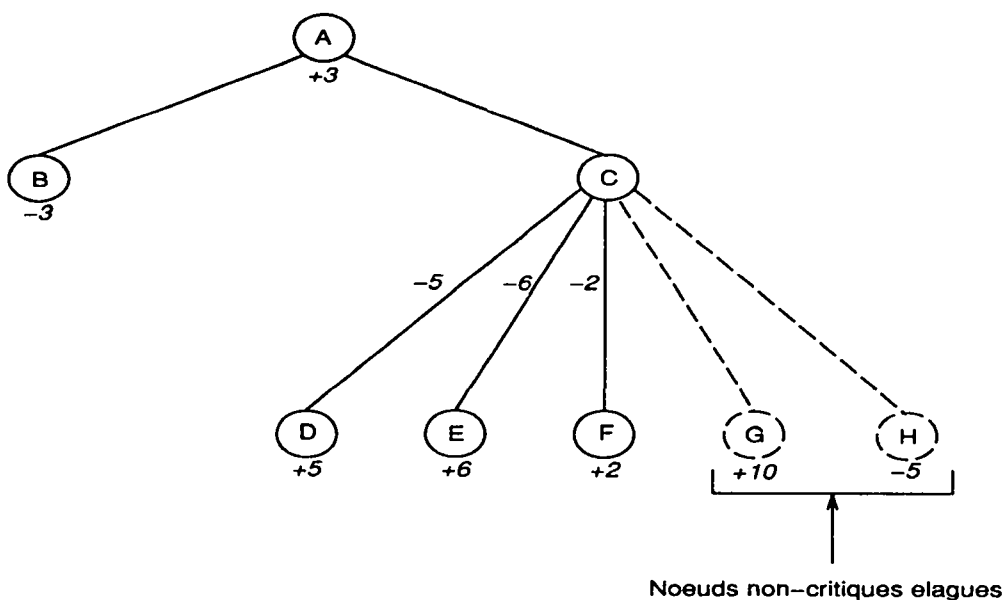 A
+3
B
-3
C
-5
-6
-2
D
+5
E
+6
F
+2
G
+10
H
-5
Noeuds non-critiques elagues